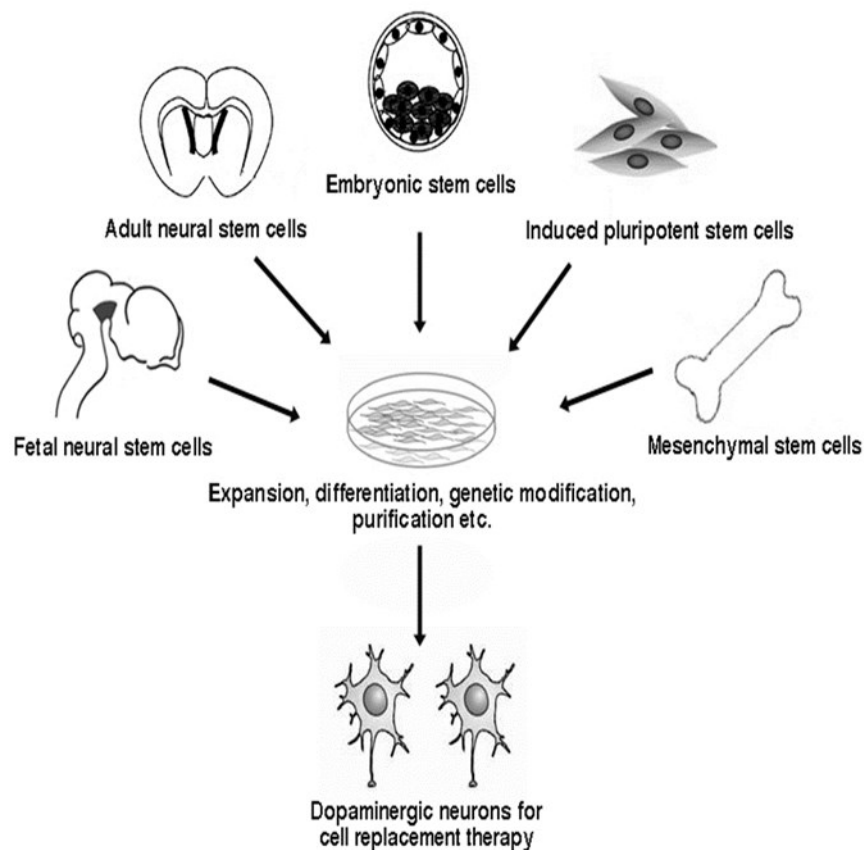 Embryonic stem cells
Adult neural stem cells
Induced pluripotent stem cells
Fetal neural stem cells
Mesenchymal stem cells
Expansion, differentiation, genetic modification,
purification etc.
Dopaminergic neurons for
cell replacement therapy